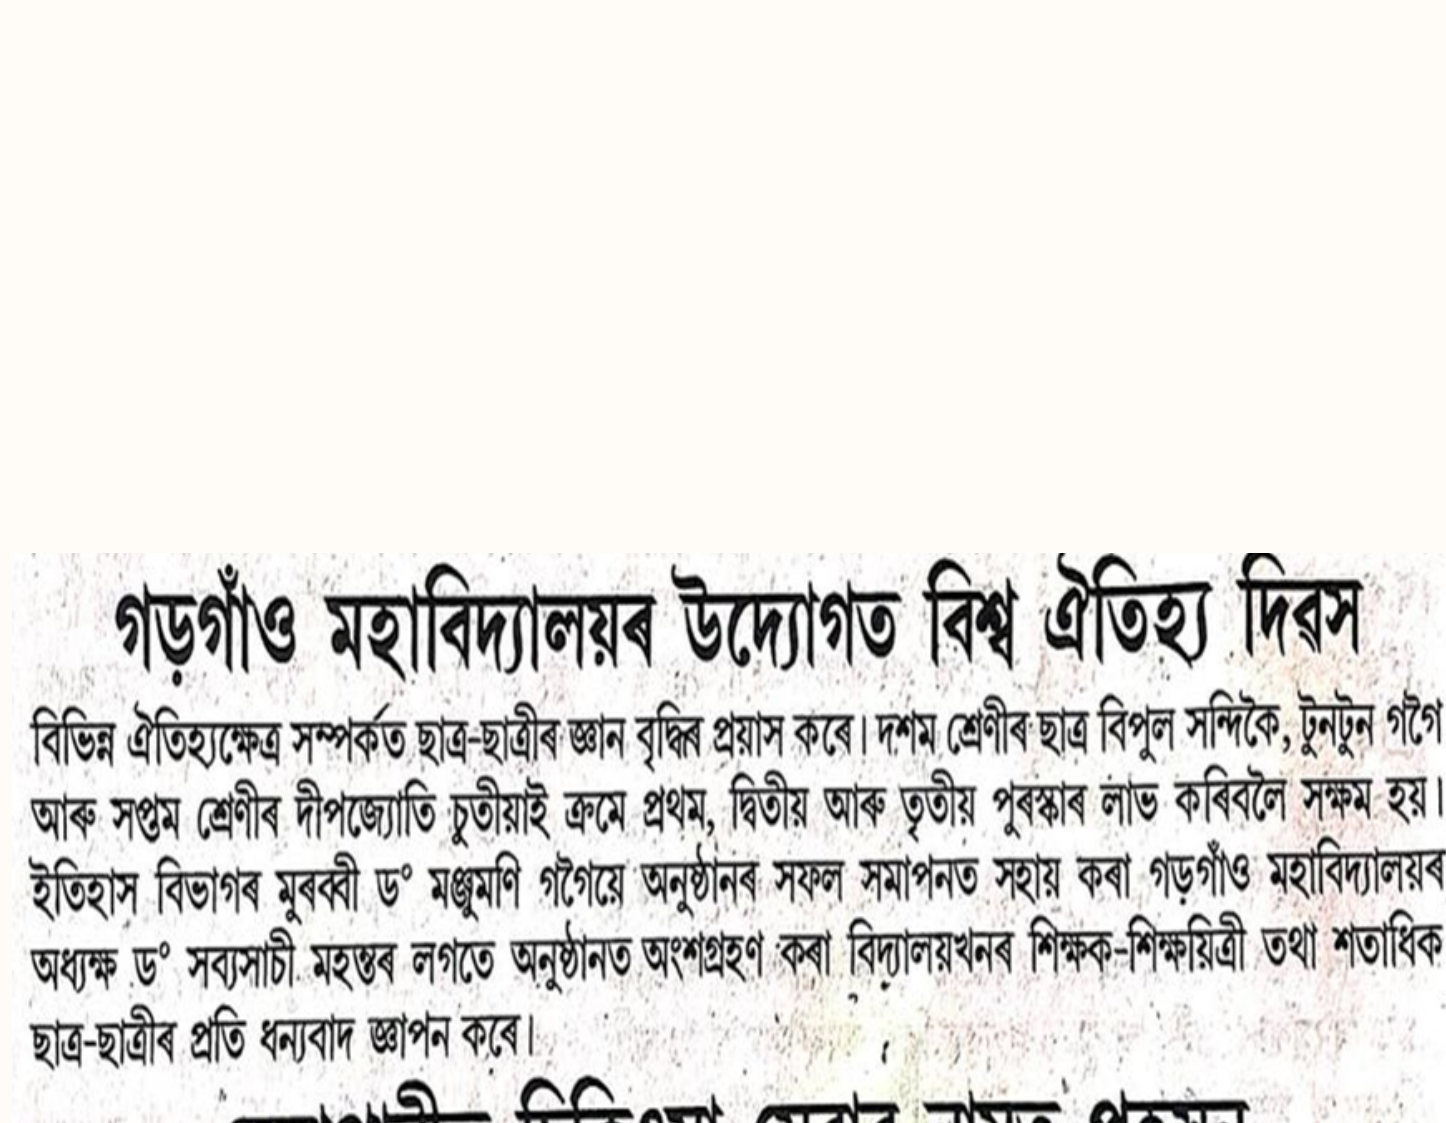 গড়গাঁও মহাবিদ্যালয়ৰ উদ্যোগত বিশ্ব ঐতিহ্য দিৱস
বিভিন্ন ঐতিহ্যক্ষেত্ৰ সম্পৰ্কত ছাত্ৰ-ছাত্ৰীৰ জ্ঞান বৃদ্ধিৰ প্ৰয়াস কৰে। দশম শ্ৰেণীৰ ছাত্ৰ বিপুল সন্দিকৈ, টুনটুন গগৈ
আৰু সপ্তম শ্ৰেণীৰ দীপজ্যোতি চুতীয়াই ক্ৰমে প্ৰথম, দ্বিতীয় আৰু তৃতীয় পুৰস্কাৰ লাভ কৰিবলৈ সক্ষম হয়।
ইতিহাস বিভাগৰ মুৰব্বী ড° মঞ্জুমণি গগৈয়ে অনুষ্ঠানৰ সফল সমাপনত সহায় কৰা গড়গাঁও মহাবিদ্যালয়ৰ
অধ্যক্ষ ড° সব্যসাচী মহন্তৰ লগতে অনুষ্ঠানত অংশগ্ৰহণ কৰা বিদ্যালয়খনৰ শিক্ষক-শিক্ষয়িত্ৰী তথা শতাধিক
ছাত্ৰ-ছাত্ৰীৰ প্ৰতি ধন্যবাদ জ্ঞাপন কৰে।